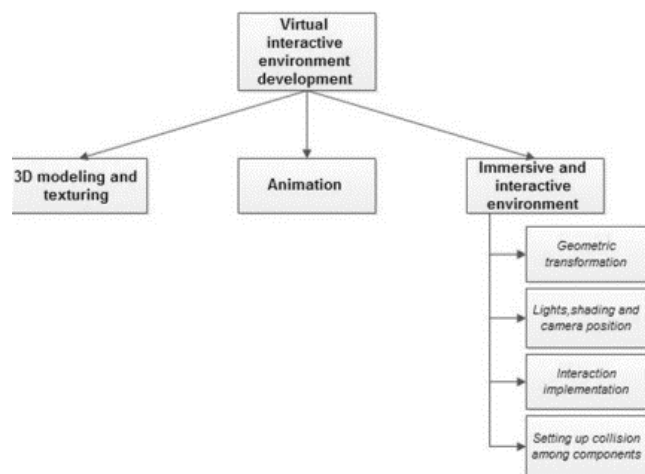 Virtual
interactive
environment
development
3D modeling and
texturing
Animation
Immersive and
interactive
environment
Geometric
transformation
Lights,shading and
camera position
Interaction
implementation
Setting up collision
among components